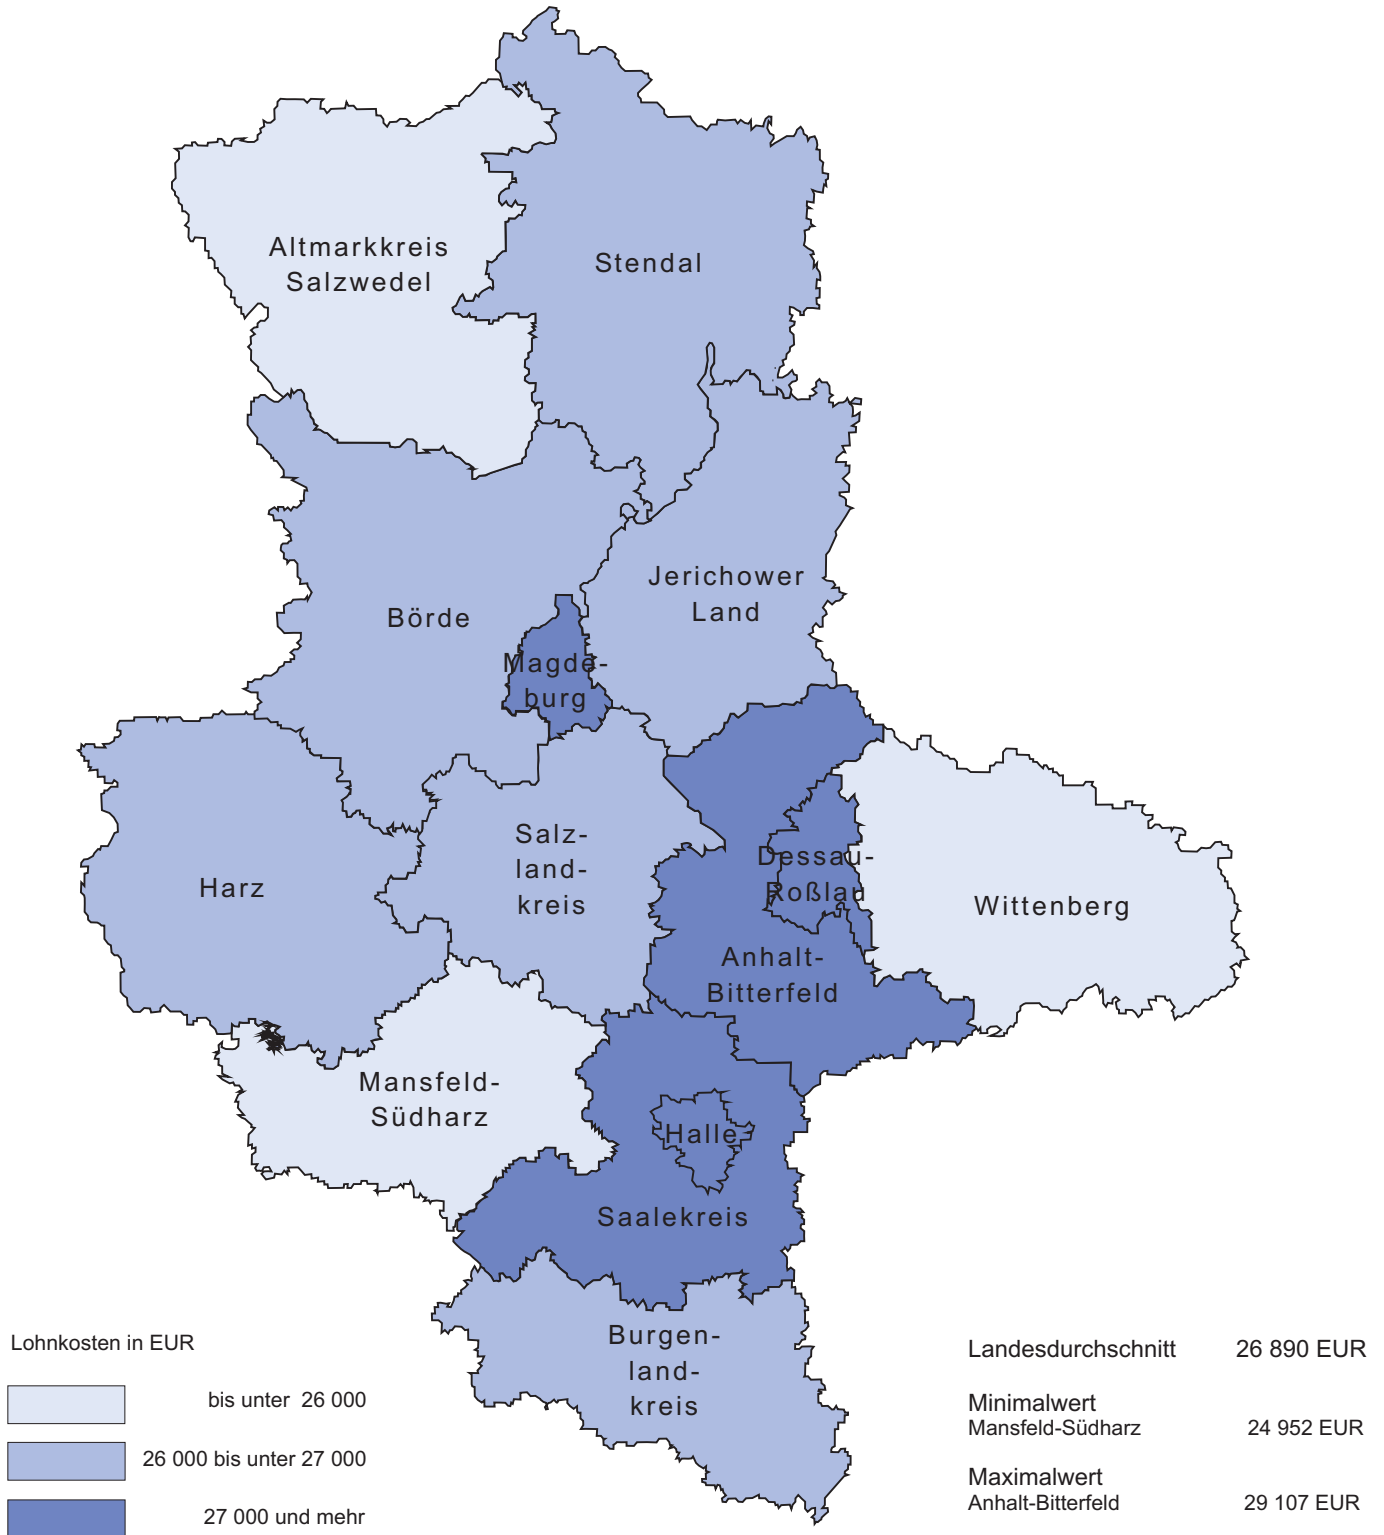 Altmarkkreis
Salzwedel
Stendal
Jerichower
Land
Börde
Magde-
burg
Salz-
land-
kreis
Harz
Dessau-
Roßlau
Wittenberg
Anhalt-
Bitterfeld
Mansfeld-
Südharz
Halle
Saalekreis
Burgen-
land-
kreis
Lohnkosten in EUR
bis unter 26 000
26 000 bis unter 27 000
27 000 und mehr
Landesdurchschnitt 26 890 EUR
Minimalwert
Mansfeld-Südharz 24 952 EUR
Maximalwert
Anhalt-Bitterfeld 29 107 EUR